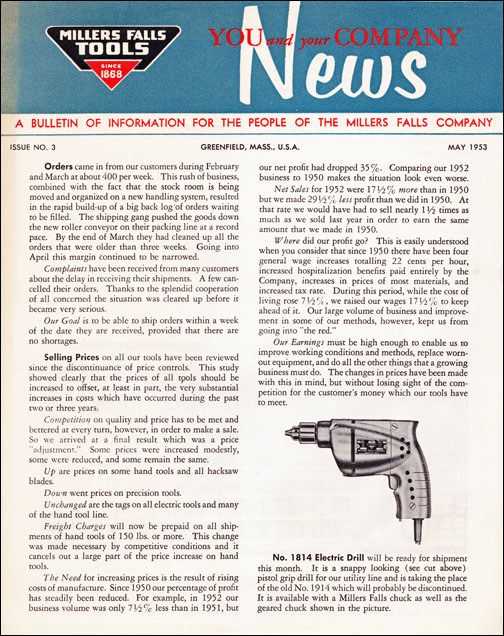 MILLERS FALLS
TOOLS
SINCE
1868
YOU and your COMPANY
News
A BULLETIN OF INFORMATION FOR THE PEOPLE OF THE MILLERS FALLS COMPANY
ISSUE NO. 3 GREENFIELD, MASS., U.S.A. MAY 1953
Orders came in from our customers during February
and March at about 400 per week. This rush of business,
combined with the fact that the stock room is being
moved and organized on a new handling system, resulted
in the rapid build-up of a big back log of orders waiting
to be filled. The shipping gang pushed the goods down
the new roller conveyor on their packing line at a record
pace. By the end of March they had cleaned up all the
orders that were older than three weeks. Going into
April this margin continued to be narrowed.
Complaints have been received from many customers
about the delay in receiving their shipments. A few can-
celled their orders. Thanks to the splendid cooperation
of all concerned the situation was cleared up before it
became very serious.
Our Goal is to be able to ship orders within a week
of the date they are received, provided that there are
no shortages.
Selling Prices on all our tools have been reviewed
since the discontinuance of price controls. This study
showed clearly that the prices of all tools should be
increased to offset, at least in part, the very substantial
increases in costs which have occurred during the past
two or three years.
Competition on quality and price has to be met and
bettered at every turn, however, in order to make a sale.
So we arrived at a final result which was a price
"adjustment." Some prices were increased modestly,
some were reduced, and some remain the same.
Up are prices on some hand tools and all hacksaw
blades.
Down went prices on precision tools.
Unchanged are the tags on all electric tools and many
of the hand tool line.
Freight Charges will now be prepaid on all ship-
ments of hand tools of 150 lbs. or more. This change
was made necessary by competitive conditions and it
cancels out a large part of the price increase on hand
tools.
The Need for increasing prices is the result of rising
costs of manufacture. Since 1950 our percentage of profit
has steadily been reduced. For example, in 1952 our
business volume was only 7½% less than in 1951, but
our net profit had dropped 35%. Comparing our 1952
business to 1950 makes the situation look even worse.
Net Sales for 1952 were 17½% more than in 1950
but we made 29½% less profit than we did in 1950. At
that rate we would have had to sell nearly 1½ times as
much as we sold last year in order to earn the same
amount that we made in 1950.
Where did our profit go? This is easily understood
when you consider that since 1950 there have been four
general wage increases totalling 22 cents per hour,
increased hospitalization benefits paid entirely by the
Company, increases in prices of most materials, and
increased tax rate. During this period, while the cost of
living rose 7½%, we raised our wages 17½% to keep
ahead of it. Our large volume of business and improve-
ment in some of our methods, however, kept us from
going into "the red."
Our Earnings must be high enough to enable us to
improve working conditions and methods, replace worn-
out equipment, and do all the other things that a growing
business must do. The changes in prices have been made
with this in mind, but without losing sight of the com-
petition for the customer's money which our tools have
to meet.
No. 1814 Electric Drill will be ready for shipment
this month. It is a snappy looking (see cut above)
pistol grip drill for our utility line and is taking the place
of the old No. 1914 which will probably be discontinued.
It is available with a Millers Falls chuck as well as the
geared chuck shown in the picture.